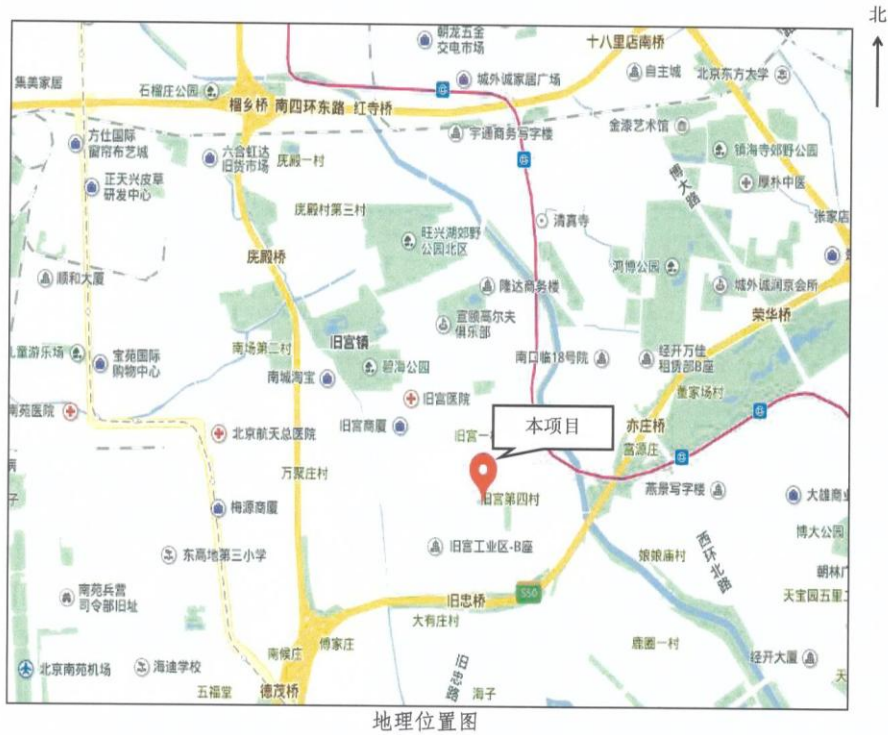 北
朝龙五金
交电市场
十八里店南桥
集美家居
石榴庄公园
城外诚家居广场
自主城
北京东方大学
榴乡桥
南四环东路
红寺桥
方仕国际
窗帘布艺城
六合虹达
旧货市场
庑殿一村
宇通商务写字楼
金漆艺术馆
镇海寺郊野公园
正天兴皮草
研发中心
博大路
厚朴中医
庑殿村第三村
清真寺
张家店
旺兴湖郊野
公园北区
庑殿桥
鸿博公园
顺和大厦
隆达商务楼
城外诚润京会所
宣颐高尔夫
俱乐部
荣华桥
南场第二村
旧宫镇
儿童游乐场
宝苑国际
购物中心
碧海公园
南口临18号院
经开万佳
租赁部B座
南城淘宝
董家场村
旧宫医院
南苑医院
本项目
旧宫商厦
旧宫一
亦庄桥
北京航天总医院
富源庄
万聚庄村
旧宫第四村
燕景写字楼
大雄商业
子
梅源商厦
西环北路
博大公园
旧宫工业区-B座
东高地第三小学
娘娘庙村
朝林广
南苑兵营
司令部旧址
旧忠桥
S50
天宝园五里二
大有庄村
傅家庄
鹿圈一村
南候庄
旧忠路
经开大厦
北京南苑机场
海迪学校
天
五福堂
德茂桥
海子
地理位置图